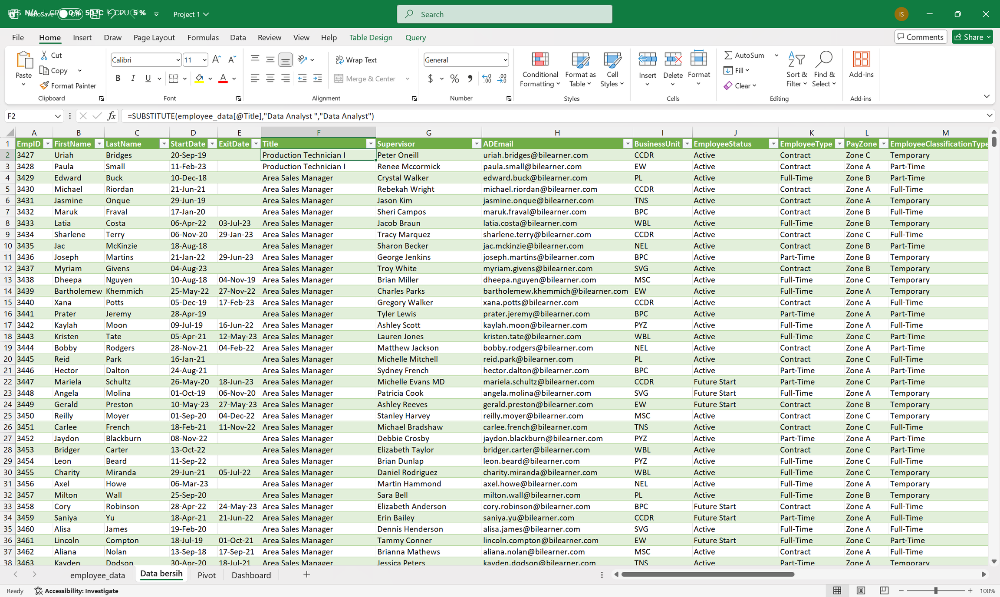 FPS N/A GPU 0% 50°C CPU 5%
AutoSave Off
Project 1
Search
IS
File Home Insert Draw Page Layout Formulas Data Review View Help Table Design Query
Comments Share
Paste
Cut
Copy
Format Painter
Clipboard
Calibri 11
B I U
Font
Wrap Text
Merge & Center
Alignment
General
$ % ,
Number
Conditional Formatting
Format as Table
Cell Styles
Styles
Insert Delete Format
Cells
AutoSum
Fill
Clear
Sort & Filter
Find & Select
Editing
Add-ins
Add-ins
F2 fx =SUBSTITUTE(employee_data[@Title],"Data Analyst ","Data Analyst")
A B C D E F G H I J K L M
1 EmpID FirstName LastName StartDate ExitDate Title Supervisor ADEmail BusinessUnit EmployeeStatus EmployeeType PayZone EmployeeClassificationType
2 3427 Uriah Bridges 20-Sep-19 Production Technician I Peter Oneill uriah.bridges@bilearner.com CCDR Active Contract Zone C Temporary
3 3428 Paula Small 11-Feb-23 Production Technician I Renee Mccormick paula.small@bilearner.com EW Active Contract Zone A Part-Time
4 3429 Edward Buck 10-Dec-18 Area Sales Manager Crystal Walker edward.buck@bilearner.com PL Active Full-Time Zone B Part-Time
5 3430 Michael Riordan 21-Jun-21 Area Sales Manager Rebekah Wright michael.riordan@bilearner.com CCDR Active Contract Zone A Full-Time
6 3431 Jasmine Onque 29-Jun-19 Area Sales Manager Jason Kim jasmine.onque@bilearner.com TNS Active Contract Zone A Temporary
7 3432 Maruk Fraval 17-Jan-20 Area Sales Manager Sheri Campos maruk.fraval@bilearner.com BPC Active Contract Zone B Full-Time
8 3433 Latia Costa 06-Apr-22 03-Jul-23 Area Sales Manager Jacob Braun latia.costa@bilearner.com WBL Active Full-Time Zone B Temporary
9 3434 Sharlene Terry 06-Nov-20 29-Jan-23 Area Sales Manager Tracy Marquez sharlene.terry@bilearner.com CCDR Active Contract Zone C Full-Time
10 3435 Jac McKinzie 18-Aug-18 Area Sales Manager Sharon Becker jac.mckinzie@bilearner.com NEL Active Contract Zone B Part-Time
11 3436 Joseph Martins 21-Jan-22 29-Jun-23 Area Sales Manager George Jenkins joseph.martins@bilearner.com BPC Active Part-Time Zone B Temporary
12 3437 Myriam Givens 04-Aug-23 Area Sales Manager Troy White myriam.givens@bilearner.com SVG Active Contract Zone B Temporary
13 3438 Dheepa Nguyen 10-Aug-18 04-Nov-19 Area Sales Manager Brian Miller dheepa.nguyen@bilearner.com MSC Active Full-Time Zone C Temporary
14 3439 Bartholemew Khemmich 25-May-22 27-Nov-22 Area Sales Manager Charles Parks bartholemew.khemmich@bilearner.com EW Active Full-Time Zone A Temporary
15 3440 Xana Potts 05-Dec-19 17-Feb-23 Area Sales Manager Gregory Walker xana.potts@bilearner.com CCDR Active Contract Zone A Full-Time
16 3441 Prater Jeremy 28-Apr-19 Area Sales Manager Tyler Lewis prater.jeremy@bilearner.com BPC Active Part-Time Zone A Part-Time
17 3442 Kaylah Moon 09-Jul-19 16-Jun-22 Area Sales Manager Ashley Scott kaylah.moon@bilearner.com PYZ Active Full-Time Zone A Full-Time
18 3443 Kristen Tate 05-Apr-21 12-May-23 Area Sales Manager Lauren Jones kristen.tate@bilearner.com WBL Active Full-Time Zone C Part-Time
19 3444 Bobby Rodgers 28-Nov-21 04-Feb-22 Area Sales Manager Matthew Jackson bobby.rodgers@bilearner.com NEL Active Contract Zone A Part-Time
20 3445 Reid Park 16-Jan-21 Area Sales Manager Michelle Mitchell reid.park@bilearner.com PL Active Contract Zone C Full-Time
21 3446 Hector Dalton 24-Aug-21 Area Sales Manager Sydney French hector.dalton@bilearner.com BPC Active Part-Time Zone A Part-Time
22 3447 Mariela Schultz 26-May-20 18-Jun-23 Area Sales Manager Michelle Evans MD mariela.schultz@bilearner.com CCDR Future Start Part-Time Zone C Part-Time
23 3448 Angela Molina 01-Oct-19 06-Nov-20 Area Sales Manager Patricia Cook angela.molina@bilearner.com SVG Future Start Full-Time Zone A Temporary
24 3449 Gerald Preston 10-May-23 27-May-23 Area Sales Manager Ashley Reeves gerald.preston@bilearner.com EW Future Start Contract Zone B Temporary
25 3450 Reilly Moyer 01-Sep-20 04-Dec-22 Area Sales Manager Stanley Harvey reilly.moyer@bilearner.com MSC Active Contract Zone C Temporary
26 3451 Carlee French 18-Feb-21 11-Nov-22 Area Sales Manager Michael Bradshaw carlee.french@bilearner.com TNS Active Contract Zone C Full-Time
27 3452 Jaydon Blackburn 08-Nov-22 Area Sales Manager Debbie Crosby jaydon.blackburn@bilearner.com PYZ Active Part-Time Zone A Part-Time
28 3453 Bridger Carter 13-Oct-22 Area Sales Manager Elizabeth Taylor bridger.carter@bilearner.com WBL Active Contract Zone C Part-Time
29 3454 Leon Beard 11-Sep-22 Area Sales Manager Brian Dunlap leon.beard@bilearner.com PYZ Active Full-Time Zone C Full-Time
30 3455 Charity Miranda 29-Jun-21 05-Jul-22 Area Sales Manager Daniel Rodriguez charity.miranda@bilearner.com WBL Active Full-Time Zone C Temporary
31 3456 Axel Howe 06-Mar-23 Area Sales Manager Martin Hammond axel.howe@bilearner.com NEL Active Full-Time Zone A Temporary
32 3457 Milton Wall 25-Sep-20 Area Sales Manager Sara Bell milton.wall@bilearner.com PL Active Full-Time Zone B Temporary
33 3458 Cory Robinson 28-Apr-22 24-May-23 Area Sales Manager Elizabeth Anderson cory.robinson@bilearner.com BPC Future Start Contract Zone A Full-Time
34 3459 Saniya Yu 18-Apr-21 21-Jun-22 Area Sales Manager Erin Bailey saniya.yu@bilearner.com CCDR Future Start Part-Time Zone A Full-Time
35 3460 Alisa James 19-Feb-20 Area Sales Manager Dennis Henderson alisa.james@bilearner.com SVG Active Full-Time Zone A Full-Time
36 3461 Lincoln Compton 18-Jul-19 01-Oct-21 Area Sales Manager Tammy Conner lincoln.compton@bilearner.com EW Future Start Full-Time Zone C Part-Time
37 3462 Aliana Nolan 13-Sep-18 17-Sep-21 Area Sales Manager Brianna Mathews aliana.nolan@bilearner.com MSC Active Contract Zone A Full-Time
38 3463 Kayden Dodson 30-Apr-20 18-Jul-21 Area Sales Manager Jessica Peters kayden.dodson@bilearner.com TNS Active Part-Time Zone A Temporary
employee_data Data bersih Pivot Dashboard
Ready Accessibility: Investigate 100%